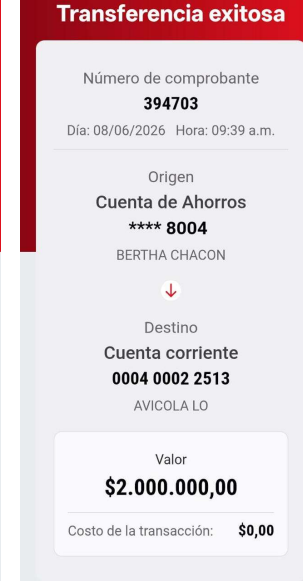 Transferencia exitosa
Número de comprobante
394703
Día: 08/06/2026 Hora: 09:39 a.m.
Origen
Cuenta de Ahorros
**** 8004
BERTHA CHACON
Destino
Cuenta corriente
0004 0002 2513
AVICOLA LO
Valor
$2.000.000,00
Costo de la transacción: $0,00